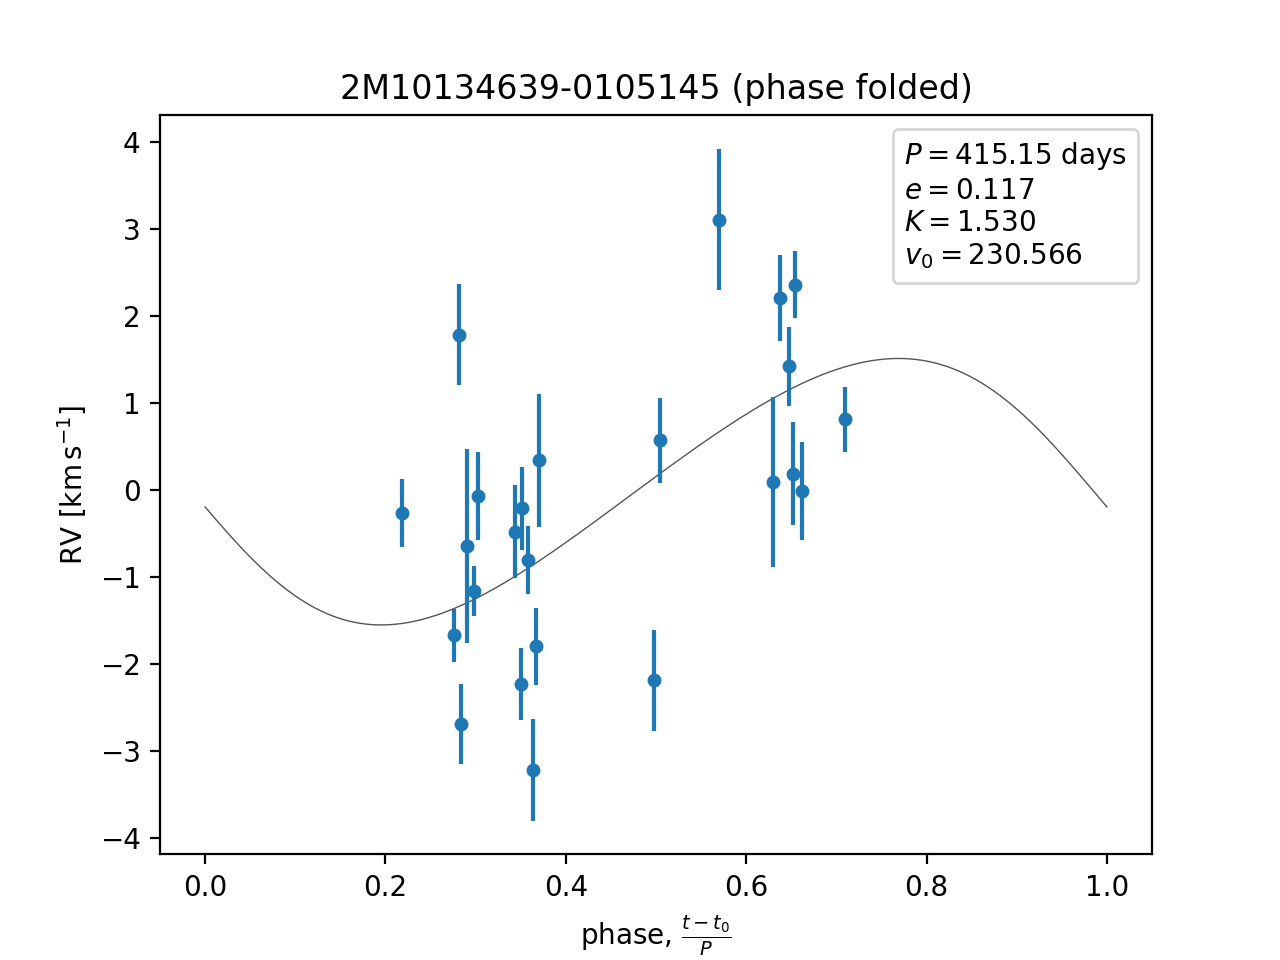 2M10134639-0105145 (phase folded)
P = 415.15 days
e = 0.117
K = 1.530
v₀ = 230.566
4
3
2
1
0
−1
−2
−3
−4
RV [km s⁻¹]
0.0 0.2 0.4 0.6 0.8 1.0
phase, (t − t₀)/P